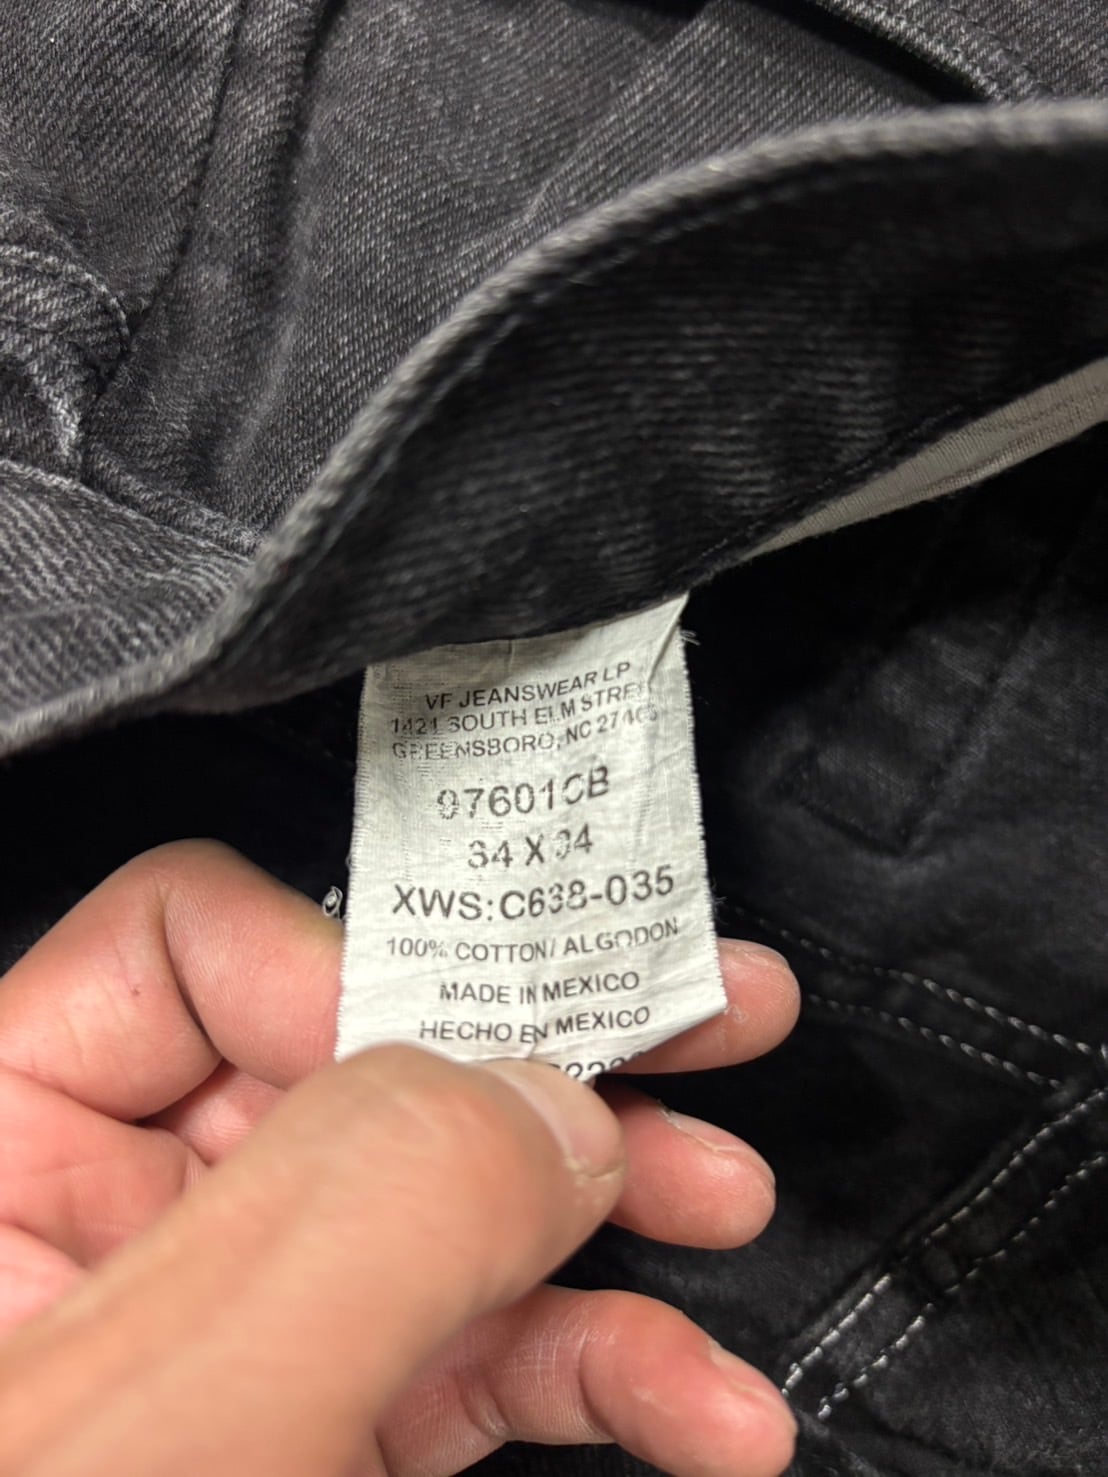 VF JEANSWEAR LP
1421 SOUTH ELM STREE
GREENSBORO, NC 27406
97601CB
34 X 34
XWS:C638-035
100% COTTON/ ALGODON
MADE IN MEXICO
HECHO EN MEXICO